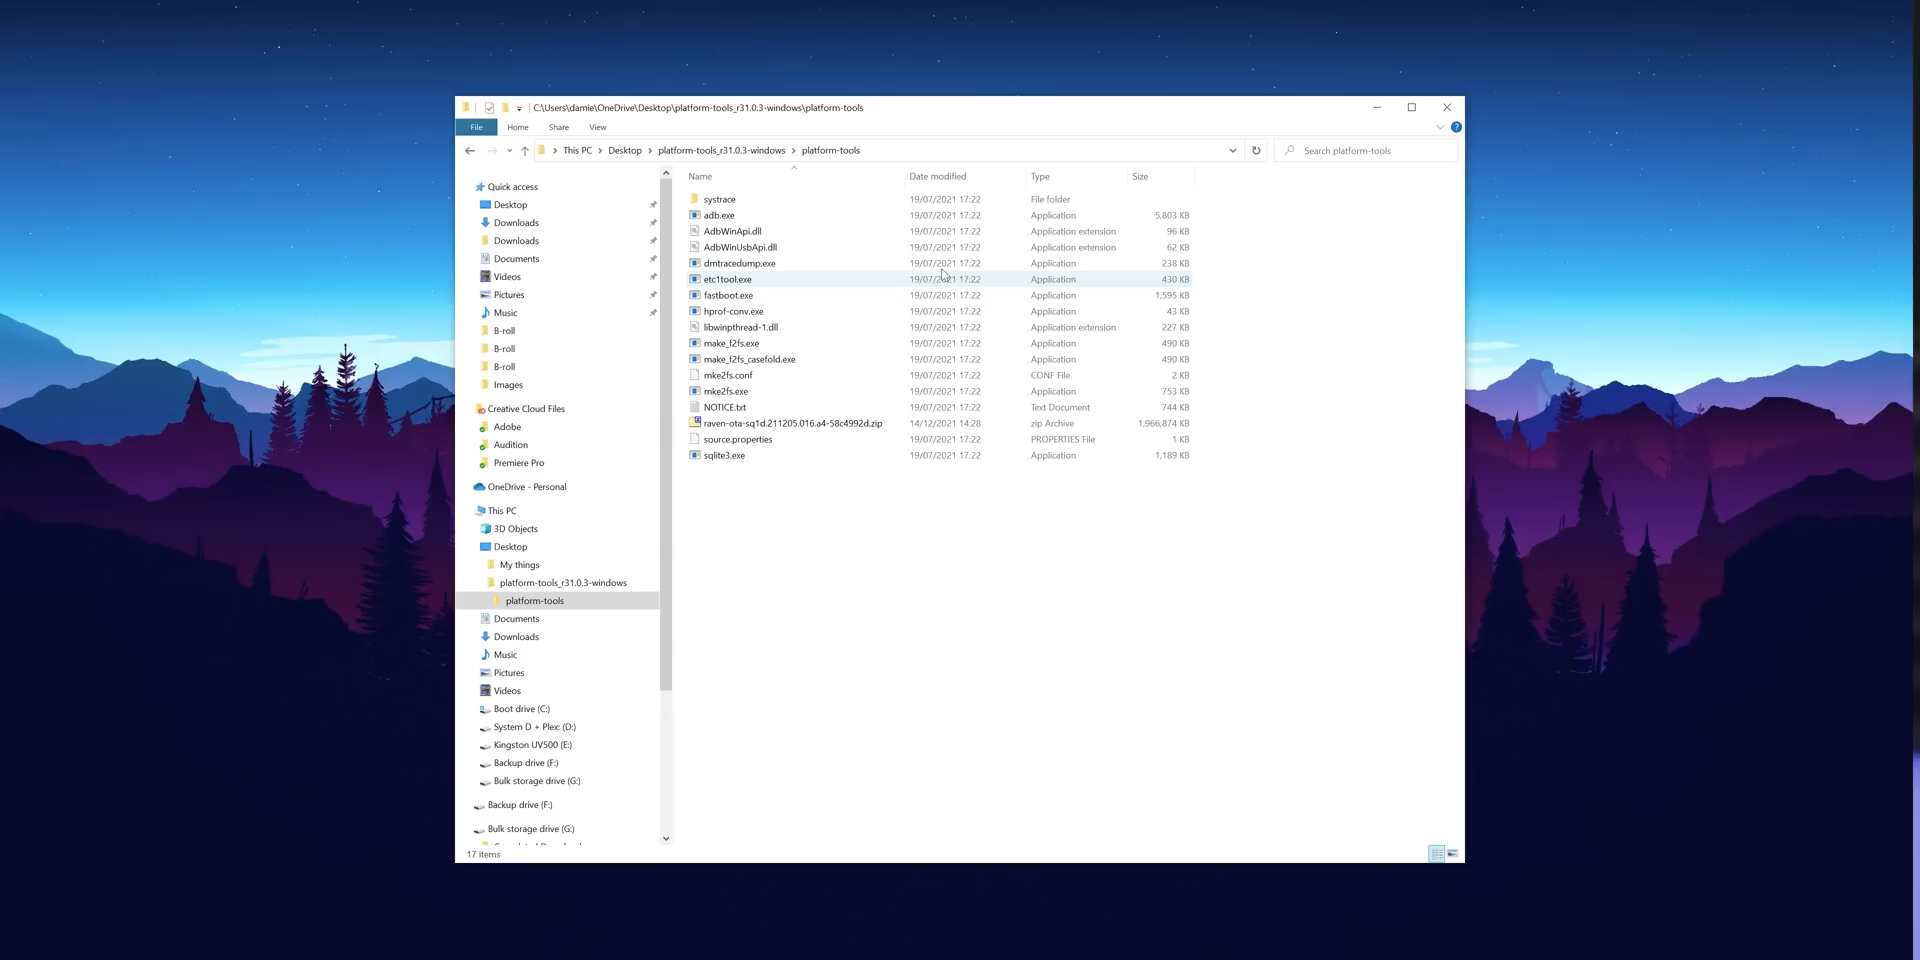 C:\Users\damie\OneDrive\Desktop\platform-tools_r31.0.3-windows\platform-tools
File Home Share View
This PC Desktop platform-tools_r31.0.3-windows platform-tools Search platform-tools
Name Date modified Type Size
systrace 19/07/2021 17:22 File folder
adb.exe 19/07/2021 17:22 Application 5,803 KB
AdbWinApi.dll 19/07/2021 17:22 Application extension 96 KB
AdbWinUsbApi.dll 19/07/2021 17:22 Application extension 62 KB
dmtracedump.exe 19/07/2021 17:22 Application 238 KB
etc1tool.exe 19/07/2021 17:22 Application 430 KB
fastboot.exe 19/07/2021 17:22 Application 1,595 KB
hprof-conv.exe 19/07/2021 17:22 Application 43 KB
libwinpthread-1.dll 19/07/2021 17:22 Application extension 227 KB
make_f2fs.exe 19/07/2021 17:22 Application 490 KB
make_f2fs_casefold.exe 19/07/2021 17:22 Application 490 KB
mke2fs.conf 19/07/2021 17:22 CONF File 2 KB
mke2fs.exe 19/07/2021 17:22 Application 753 KB
NOTICE.txt 19/07/2021 17:22 Text Document 744 KB
raven-ota-sq1d.211205.016.a4-58c4992d.zip 14/12/2021 14:28 zip Archive 1,966,874 KB
source.properties 19/07/2021 17:22 PROPERTIES File 1 KB
sqlite3.exe 19/07/2021 17:22 Application 1,189 KB
Quick access
Desktop
Downloads
Downloads
Documents
Videos
Pictures
Music
B-roll
B-roll
B-roll
Images
Creative Cloud Files
Adobe
Audition
Premiere Pro
OneDrive - Personal
This PC
3D Objects
Desktop
My things
platform-tools_r31.0.3-windows
platform-tools
Documents
Downloads
Music
Pictures
Videos
Boot drive (C:)
System D + Plex: (D:)
Kingston UV500 (E:)
Backup drive (F:)
Bulk storage drive (G:)
Backup drive (F:)
Bulk storage drive (G:)
17 items